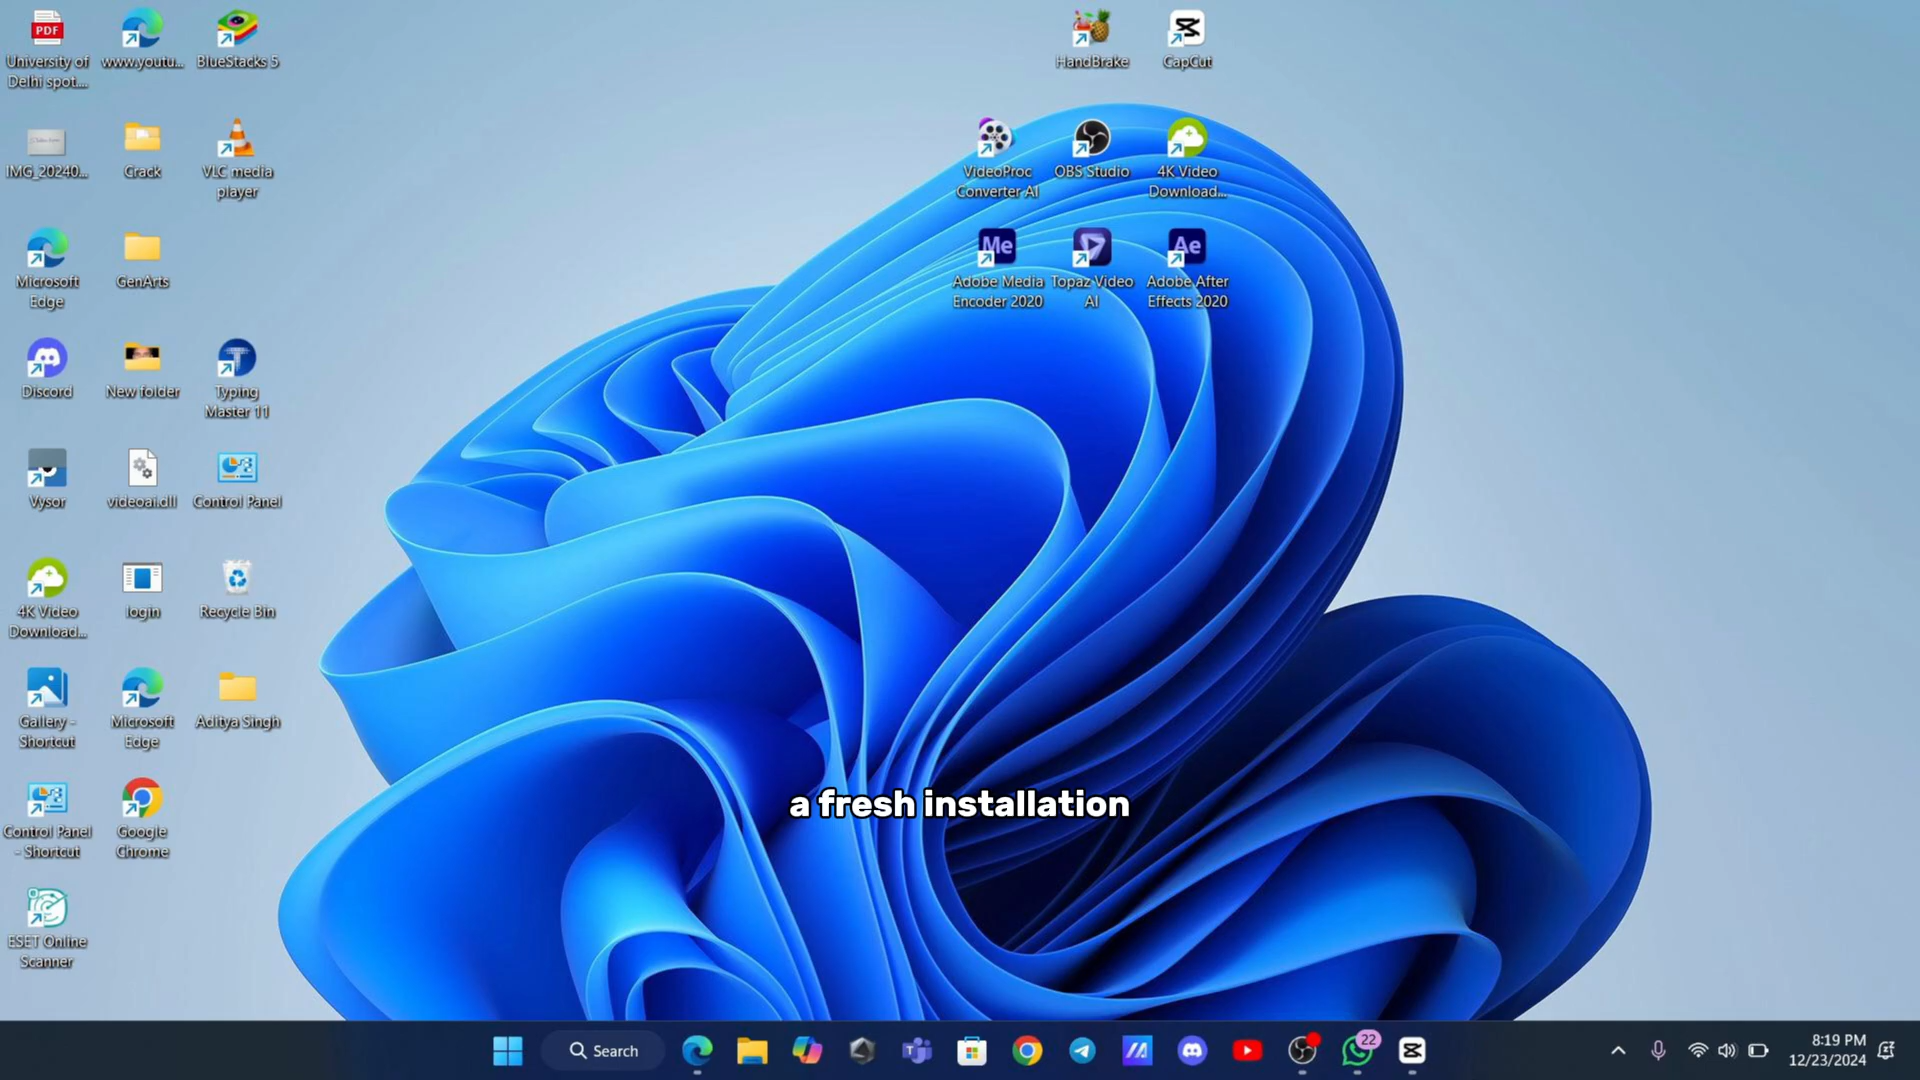 PDF
University of
Delhi spot....
www.youtu...
BlueStacks 5
HandBrake
CapCut
IMG_20240...
Crack
VLC media
player
VideoProc
Converter AI
OBS Studio
4K Video
Download...
Microsoft
Edge
GenArts
Me
Adobe Media
Encoder 2020
Topaz Video
AI
Ae
Adobe After
Effects 2020
Discord
New folder
Typing
Master 11
Vysor
videoai.dll
Control Panel
4K Video
Download...
login
Recycle Bin
Gallery -
Shortcut
Microsoft
Edge
Aditya Singh
Control Panel
- Shortcut
Google
Chrome
a fresh installation
ESET Online
Scanner
Search
22
8:19 PM
12/23/2024